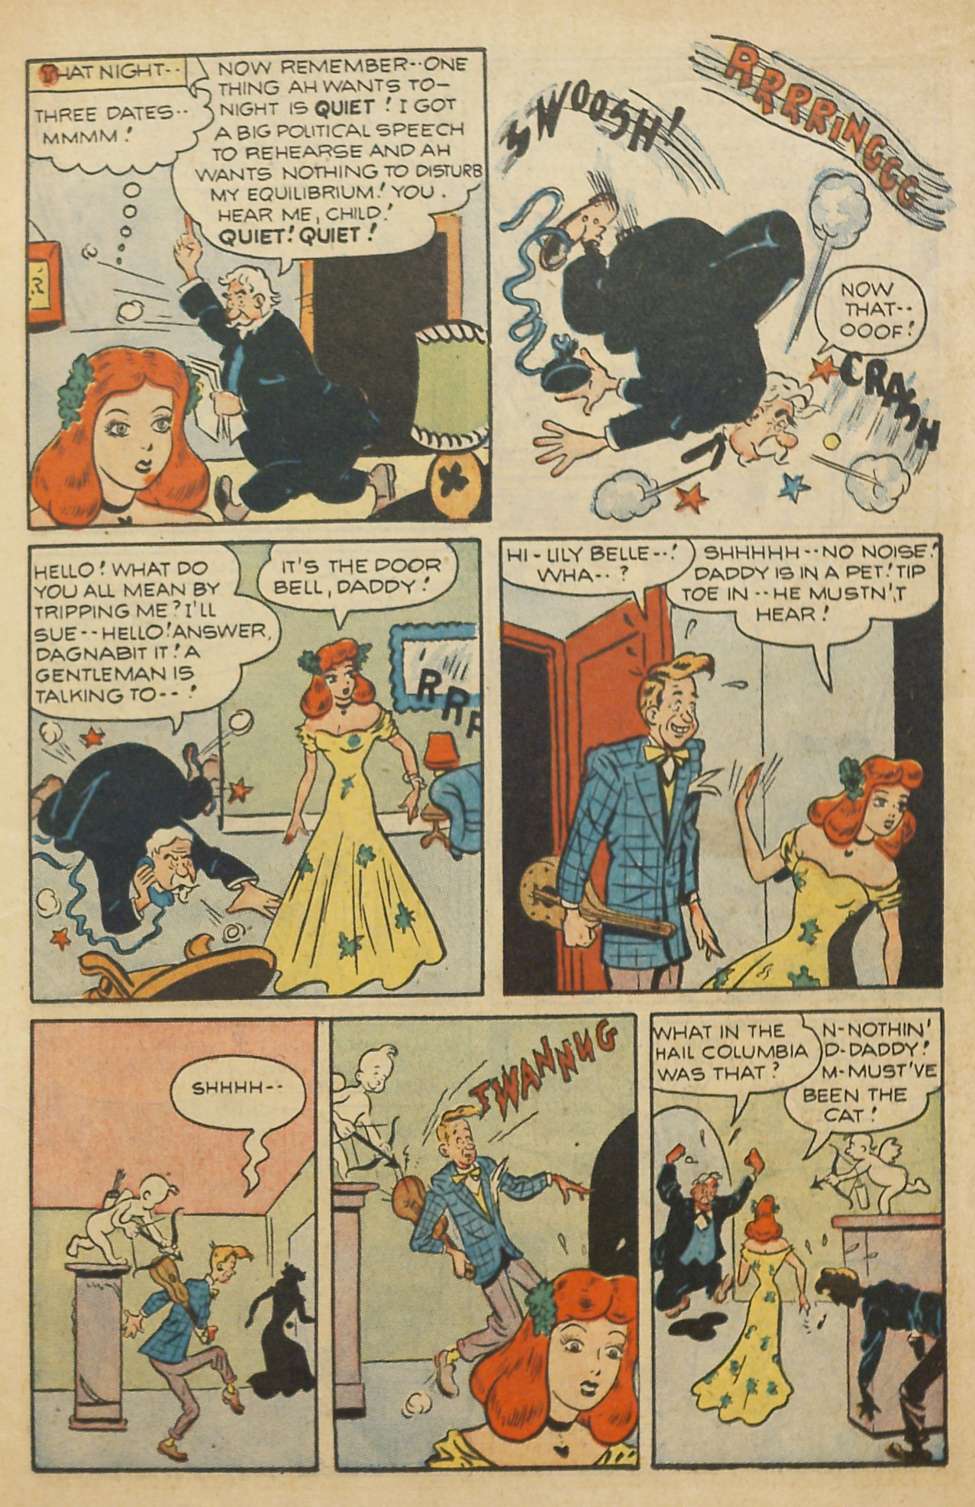 THAT NIGHT--
THREE DATES--
MMMM!
NOW REMEMBER--ONE
THING AH WANTS TO-
NIGHT IS QUIET! I GOT
A BIG POLITICAL SPEECH
TO REHEARSE AND AH
WANTS NOTHING TO DISTURB
MY EQUILIBRIUM! YOU
HEAR ME, CHILD!
QUIET! QUIET!
SWOOSH!
RRRRINGGG
NOW
THAT--
OOOF!
CRASH
HELLO! WHAT DO
YOU ALL MEAN BY
TRIPPING ME? I'LL
SUE--HELLO! ANSWER,
DAGNABIT IT! A
GENTLEMAN IS
TALKING TO--!
IT'S THE DOOR
BELL, DADDY!
RRR
HI-LILY BELLE--!
WHA--?
SHHHHH--NO NOISE!
DADDY IS IN A PET! TIP
TOE IN--HE MUSTN'T
HEAR!
SHHHH--
TWANNUG
WHAT IN THE
HAIL COLUMBIA
WAS THAT?
N-NOTHIN'
D-DADDY!
M-MUST'VE
BEEN THE
CAT!